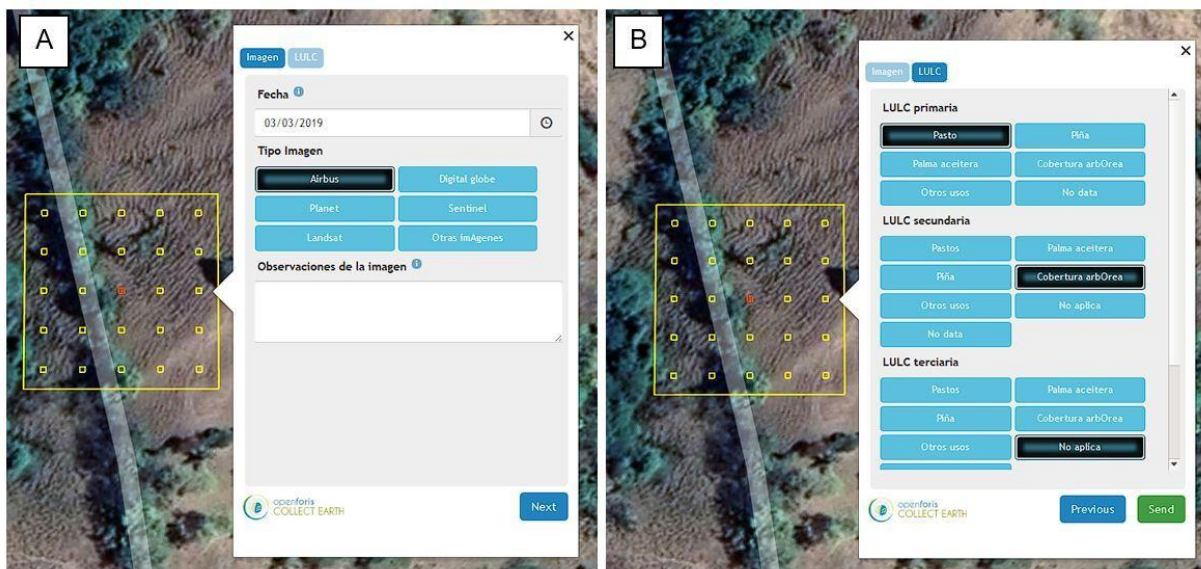 A
×
Imagen LULC
Fecha
03/03/2019
Tipo Imagen
Airbus Digital globe
Planet Sentinel
Landsat Otras imAgenes
Observaciones de la imagen
openforis
COLLECT EARTH
Next
B
×
Imagen LULC
LULC primaria
Pasto Piña
Palma aceitera Cobertura arbOrea
Otros usos No data
LULC secundaria
Pastos Palma aceitera
Piña Cobertura arbOrea
Otros usos No aplica
No data
LULC terciaria
Pastos Palma aceitera
Piña Cobertura arbOrea
Otros usos No aplica
openforis
COLLECT EARTH
Previous Send